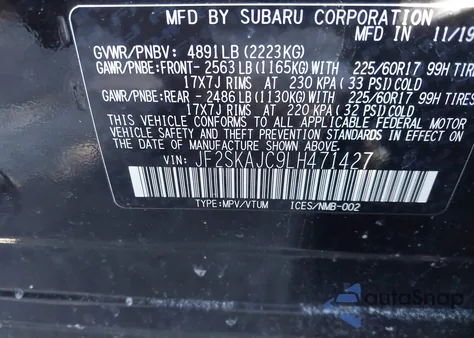 MFD BY SUBARU CORPORATION
MFD IN 11/19
GVWR/PNBV: 4891LB(2223KG)
GAWR/PNBE:FRONT- 2563 LB(1165KG)WITH 225/60R17 99H TIRES
17X7J RIMS AT 230 KPA (33 PSI)COLD
GAWR/PNBE:REAR - 2486 LB(1130KG)WITH 225/60R17 99H TIRES
17X7J RIMS AT 220 KPA (32 PSI)COLD
THIS VEHICLE CONFORMS TO ALL APPLICABLE FEDERAL MOTOR
VEHICLE SAFETY AND THEFT PREVENTION STANDARDS IN EFFECT ON
THE DATE OF MANUFACTURE SHOWN ABOVE.
VIN: JF2SKAJC9LH471427
TYPE:MPV/VTUM ICES/NMB-002
autoSnap